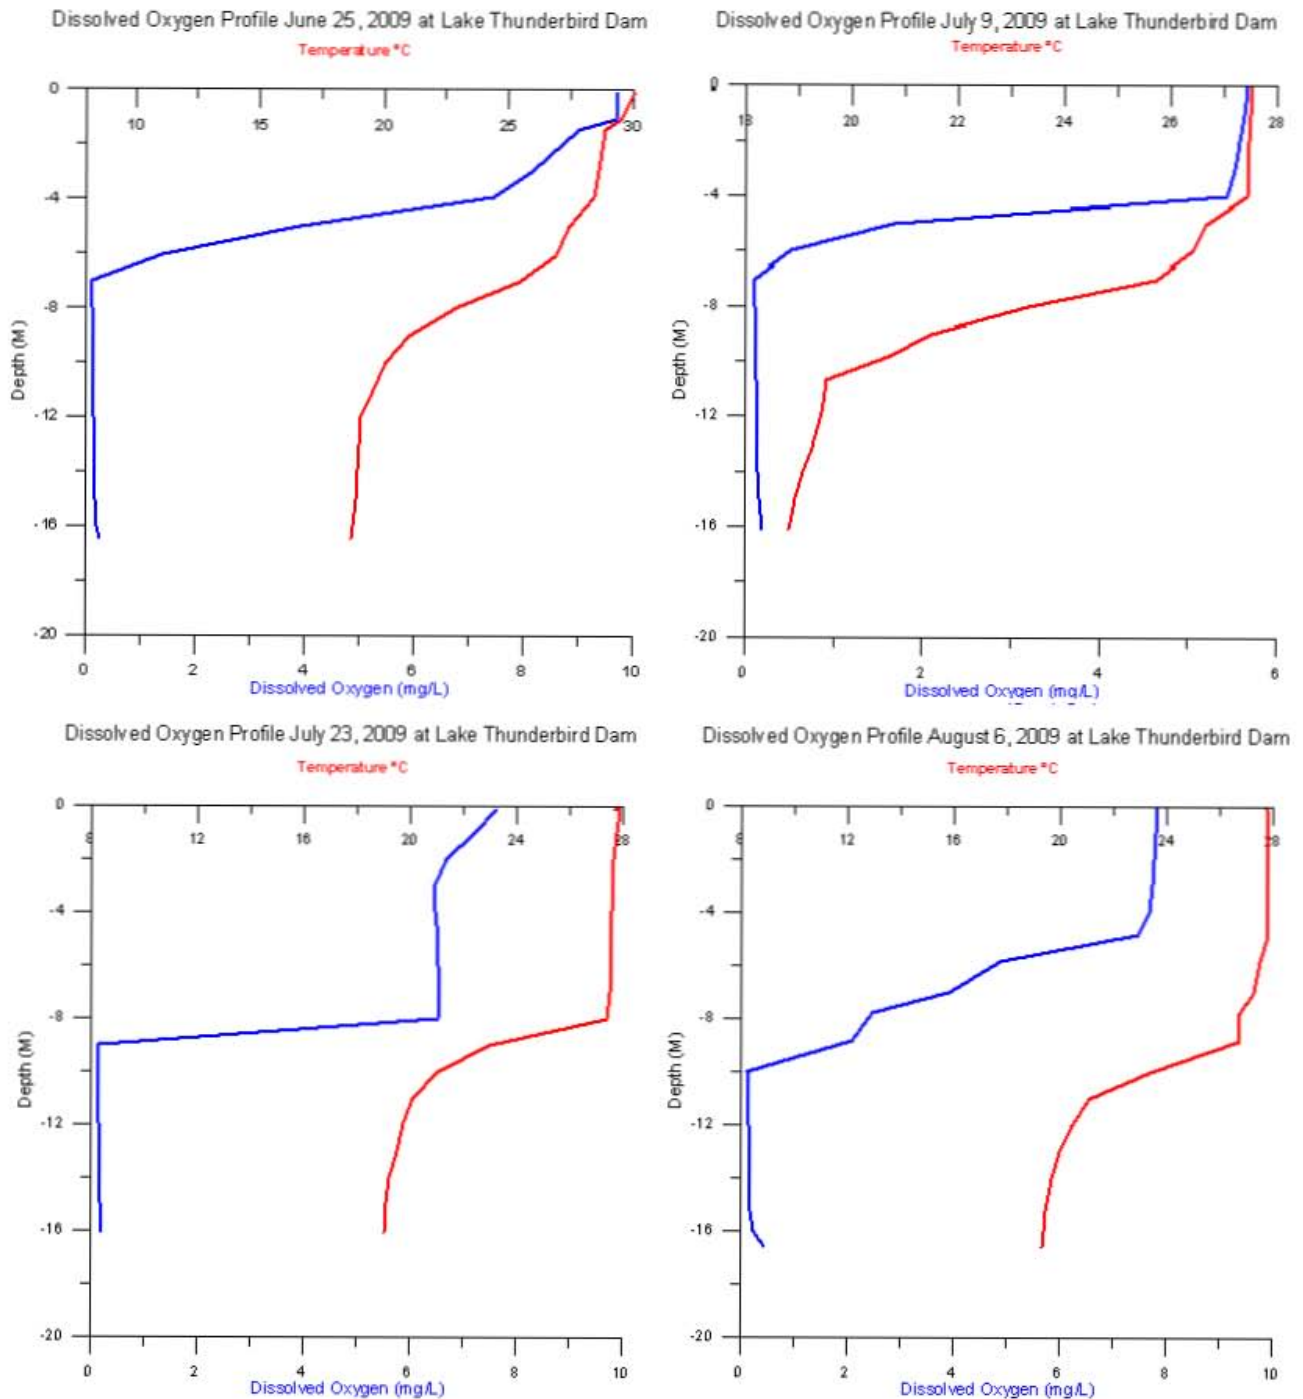 Dissolved Oxygen Profile June 25, 2009 at Lake Thunderbird Dam
Temperature °C
0
10 15 20 25 30
-4
-8
-12
-16
-20
Depth (M)
0 2 4 6 8 10
Dissolved Oxygen (mg/L)
Dissolved Oxygen Profile July 9, 2009 at Lake Thunderbird Dam
Temperature °C
0
18 20 22 24 26 28
-4
-8
-12
-16
-20
Depth (M)
0 2 4 6
Dissolved Oxygen (mg/L)
Dissolved Oxygen Profile July 23, 2009 at Lake Thunderbird Dam
Temperature °C
0
8 12 16 20 24 28
-4
-8
-12
-16
-20
Depth (M)
0 2 4 6 8 10
Dissolved Oxygen (mg/L)
Dissolved Oxygen Profile August 6, 2009 at Lake Thunderbird Dam
Temperature °C
0
8 12 16 20 24 28
-4
-8
-12
-16
-20
Depth (M)
0 2 4 6 8 10
Dissolved Oxygen (mg/L)